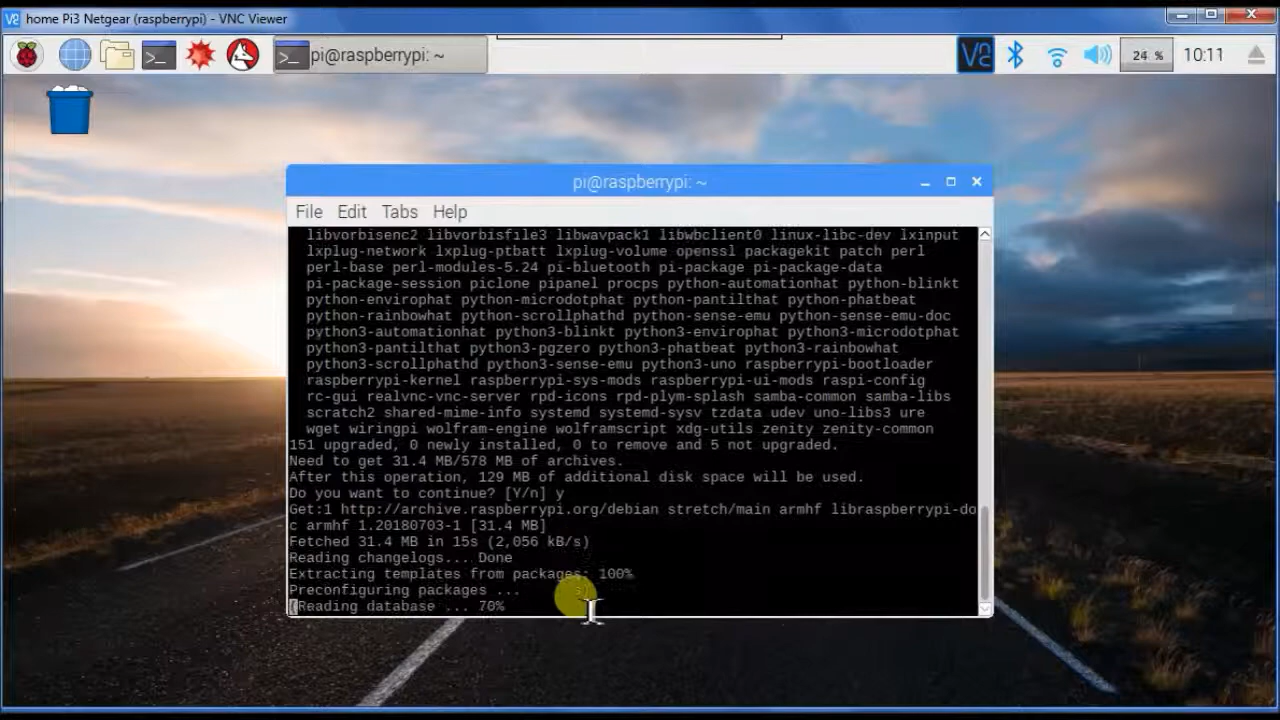 home Pi3 Netgear (raspberrypi) - VNC Viewer
pi@raspberrypi: ~
24 %
10:11
pi@raspberrypi: ~
File Edit Tabs Help
libvorbisenc2 libvorbisfile3 libwavpack1 libwbclient0 linux-libc-dev lxinput
lxplug-network lxplug-ptbatt lxplug-volume openssl packagekit patch perl
perl-base perl-modules-5.24 pi-bluetooth pi-package pi-package-data
pi-package-session piclone pipanel procps python-automationhat python-blinkt
python-envirophat python-microdotphat python-pantilthat python-phatbeat
python-rainbowhat python-scrollphathd python-sense-emu python-sense-emu-doc
python3-automationhat python3-blinkt python3-envirophat python3-microdotphat
python3-pantilthat python3-pgzero python3-phatbeat python3-rainbowhat
python3-scrollphathd python3-sense-emu python3-uno raspberrypi-bootloader
raspberrypi-kernel raspberrypi-sys-mods raspberrypi-ui-mods raspi-config
rc-gui realvnc-vnc-server rpd-icons rpd-plym-splash samba-common samba-libs
scratch2 shared-mime-info systemd systemd-sysv tzdata udev uno-libs3 ure
wget wiringpi wolfram-engine wolframscript xdg-utils zenity zenity-common
151 upgraded, 0 newly installed, 0 to remove and 5 not upgraded.
Need to get 31.4 MB/578 MB of archives.
After this operation, 129 MB of additional disk space will be used.
Do you want to continue? [Y/n] y
Get:1 http://archive.raspberrypi.org/debian stretch/main armhf libraspberrypi-do
c armhf 1.20180703-1 [31.4 MB]
Fetched 31.4 MB in 15s (2,056 kB/s)
Reading changelogs... Done
Extracting templates from packages: 100%
Preconfiguring packages ...
(Reading database ... 70%